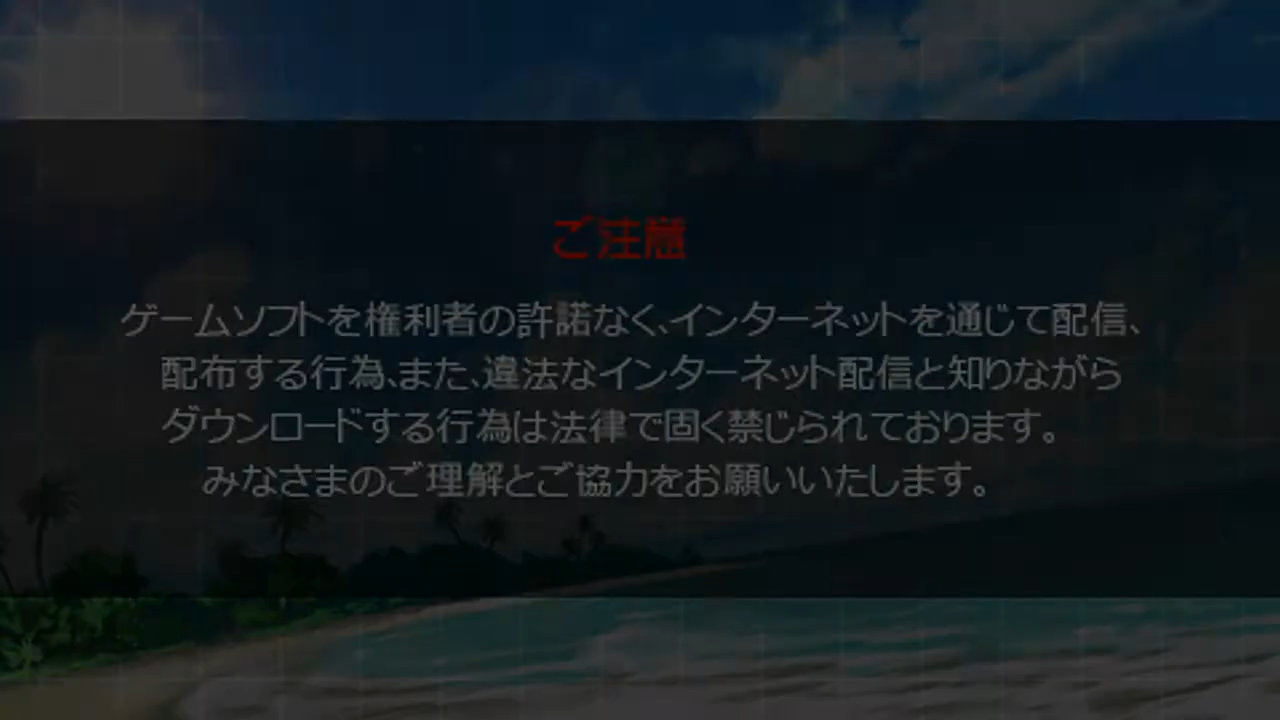 ご注意
ゲームソフトを権利者の許諾なく、インターネットを通じて配信、
配布する行為、また、違法なインターネット配信と知りながら
ダウンロードする行為は法律で固く禁じられております。
みなさまのご理解とご協力をお願いいたします。